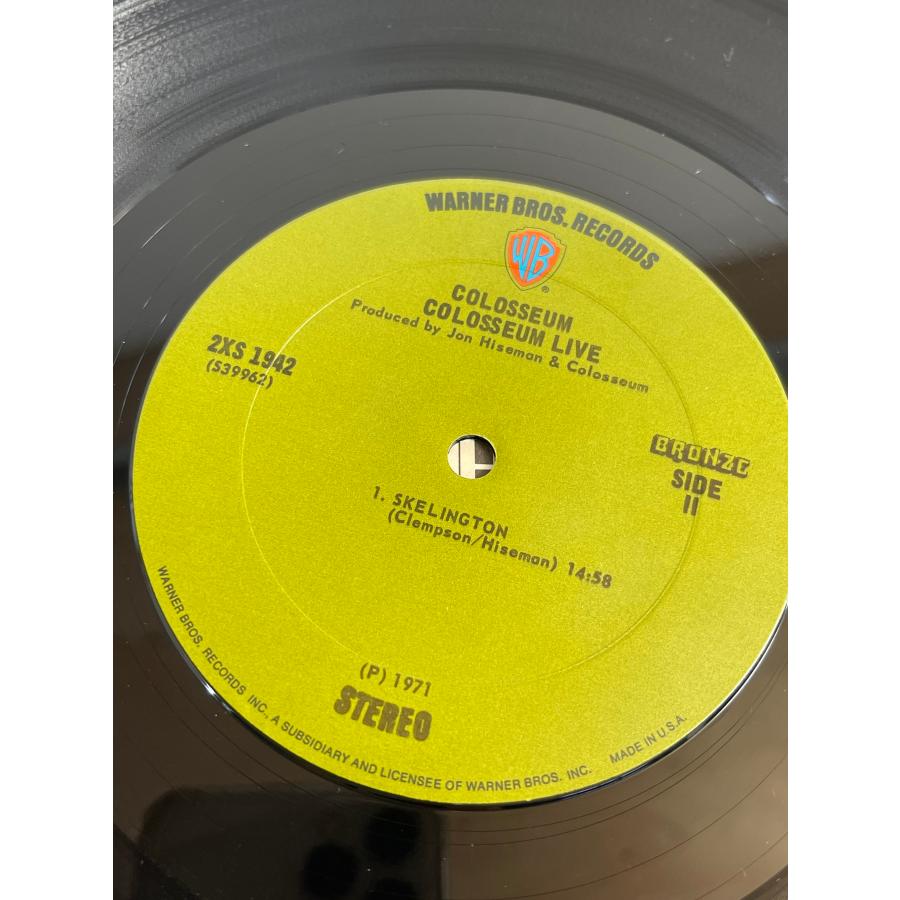 WARNER BROS. RECORDS
WB
®
COLOSSEUM
COLOSSEUM LIVE
Produced by Jon Hiseman & Colosseum
2XS 1942
(S39962)
BRONZE
SIDE
II
1. SKELINGTON
(Clempson/Hiseman) 14:58
(P) 1971
STEREO
WARNER BROS. RECORDS INC., A SUBSIDIARY AND LICENSEE OF WARNER BROS. INC. MADE IN U.S.A.